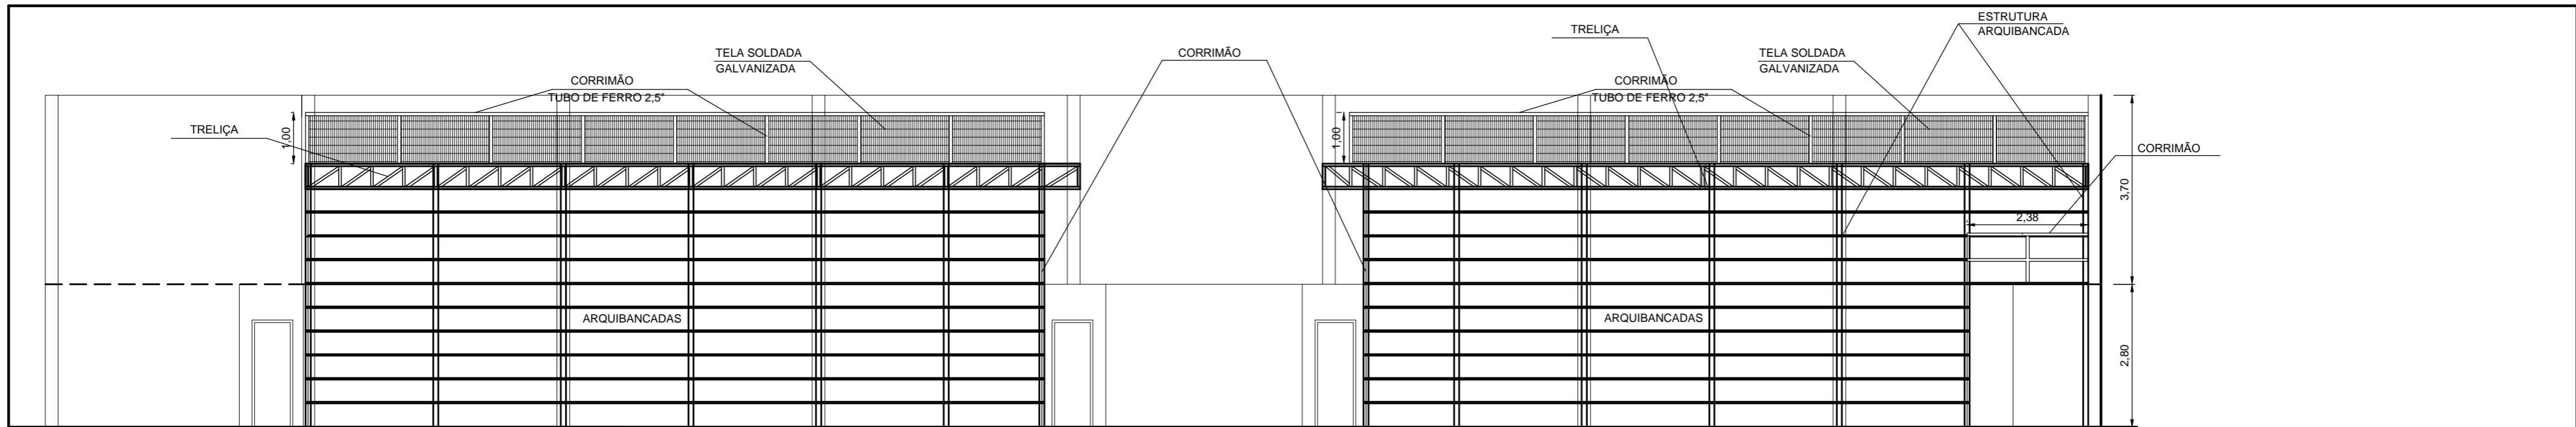 ESTRUTURA
ARQUIBANCADA
TRELIÇA
TELA SOLDADA
GALVANIZADA
CORRIMÃO
TELA SOLDADA
GALVANIZADA
CORRIMÃO
TUBO DE FERRO 2,5"
CORRIMÃO
TUBO DE FERRO 2,5"
TRELIÇA
1,00
1,00
CORRIMÃO
3,70
2,38
ARQUIBANCADAS
ARQUIBANCADAS
2,80